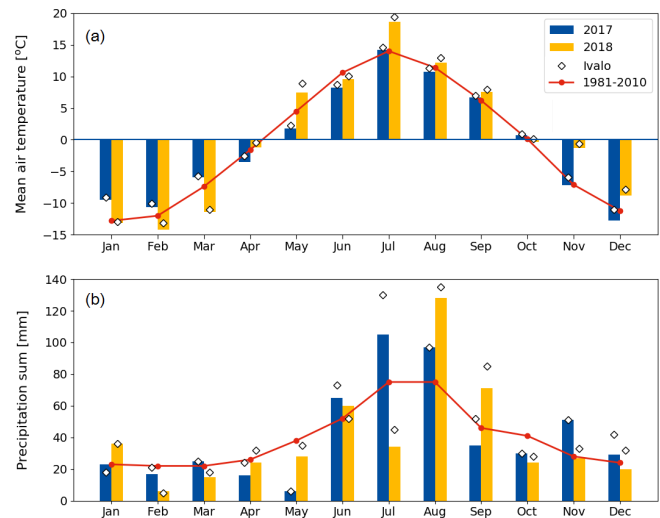 (a)
Mean air temperature [°C]
20
15
10
5
0
−5
−10
−15
2017
2018
Ivalo
1981-2010
Jan Feb Mar Apr May Jun Jul Aug Sep Oct Nov Dec
(b)
Precipitation sum [mm]
140
120
100
80
60
40
20
0
Jan Feb Mar Apr May Jun Jul Aug Sep Oct Nov Dec